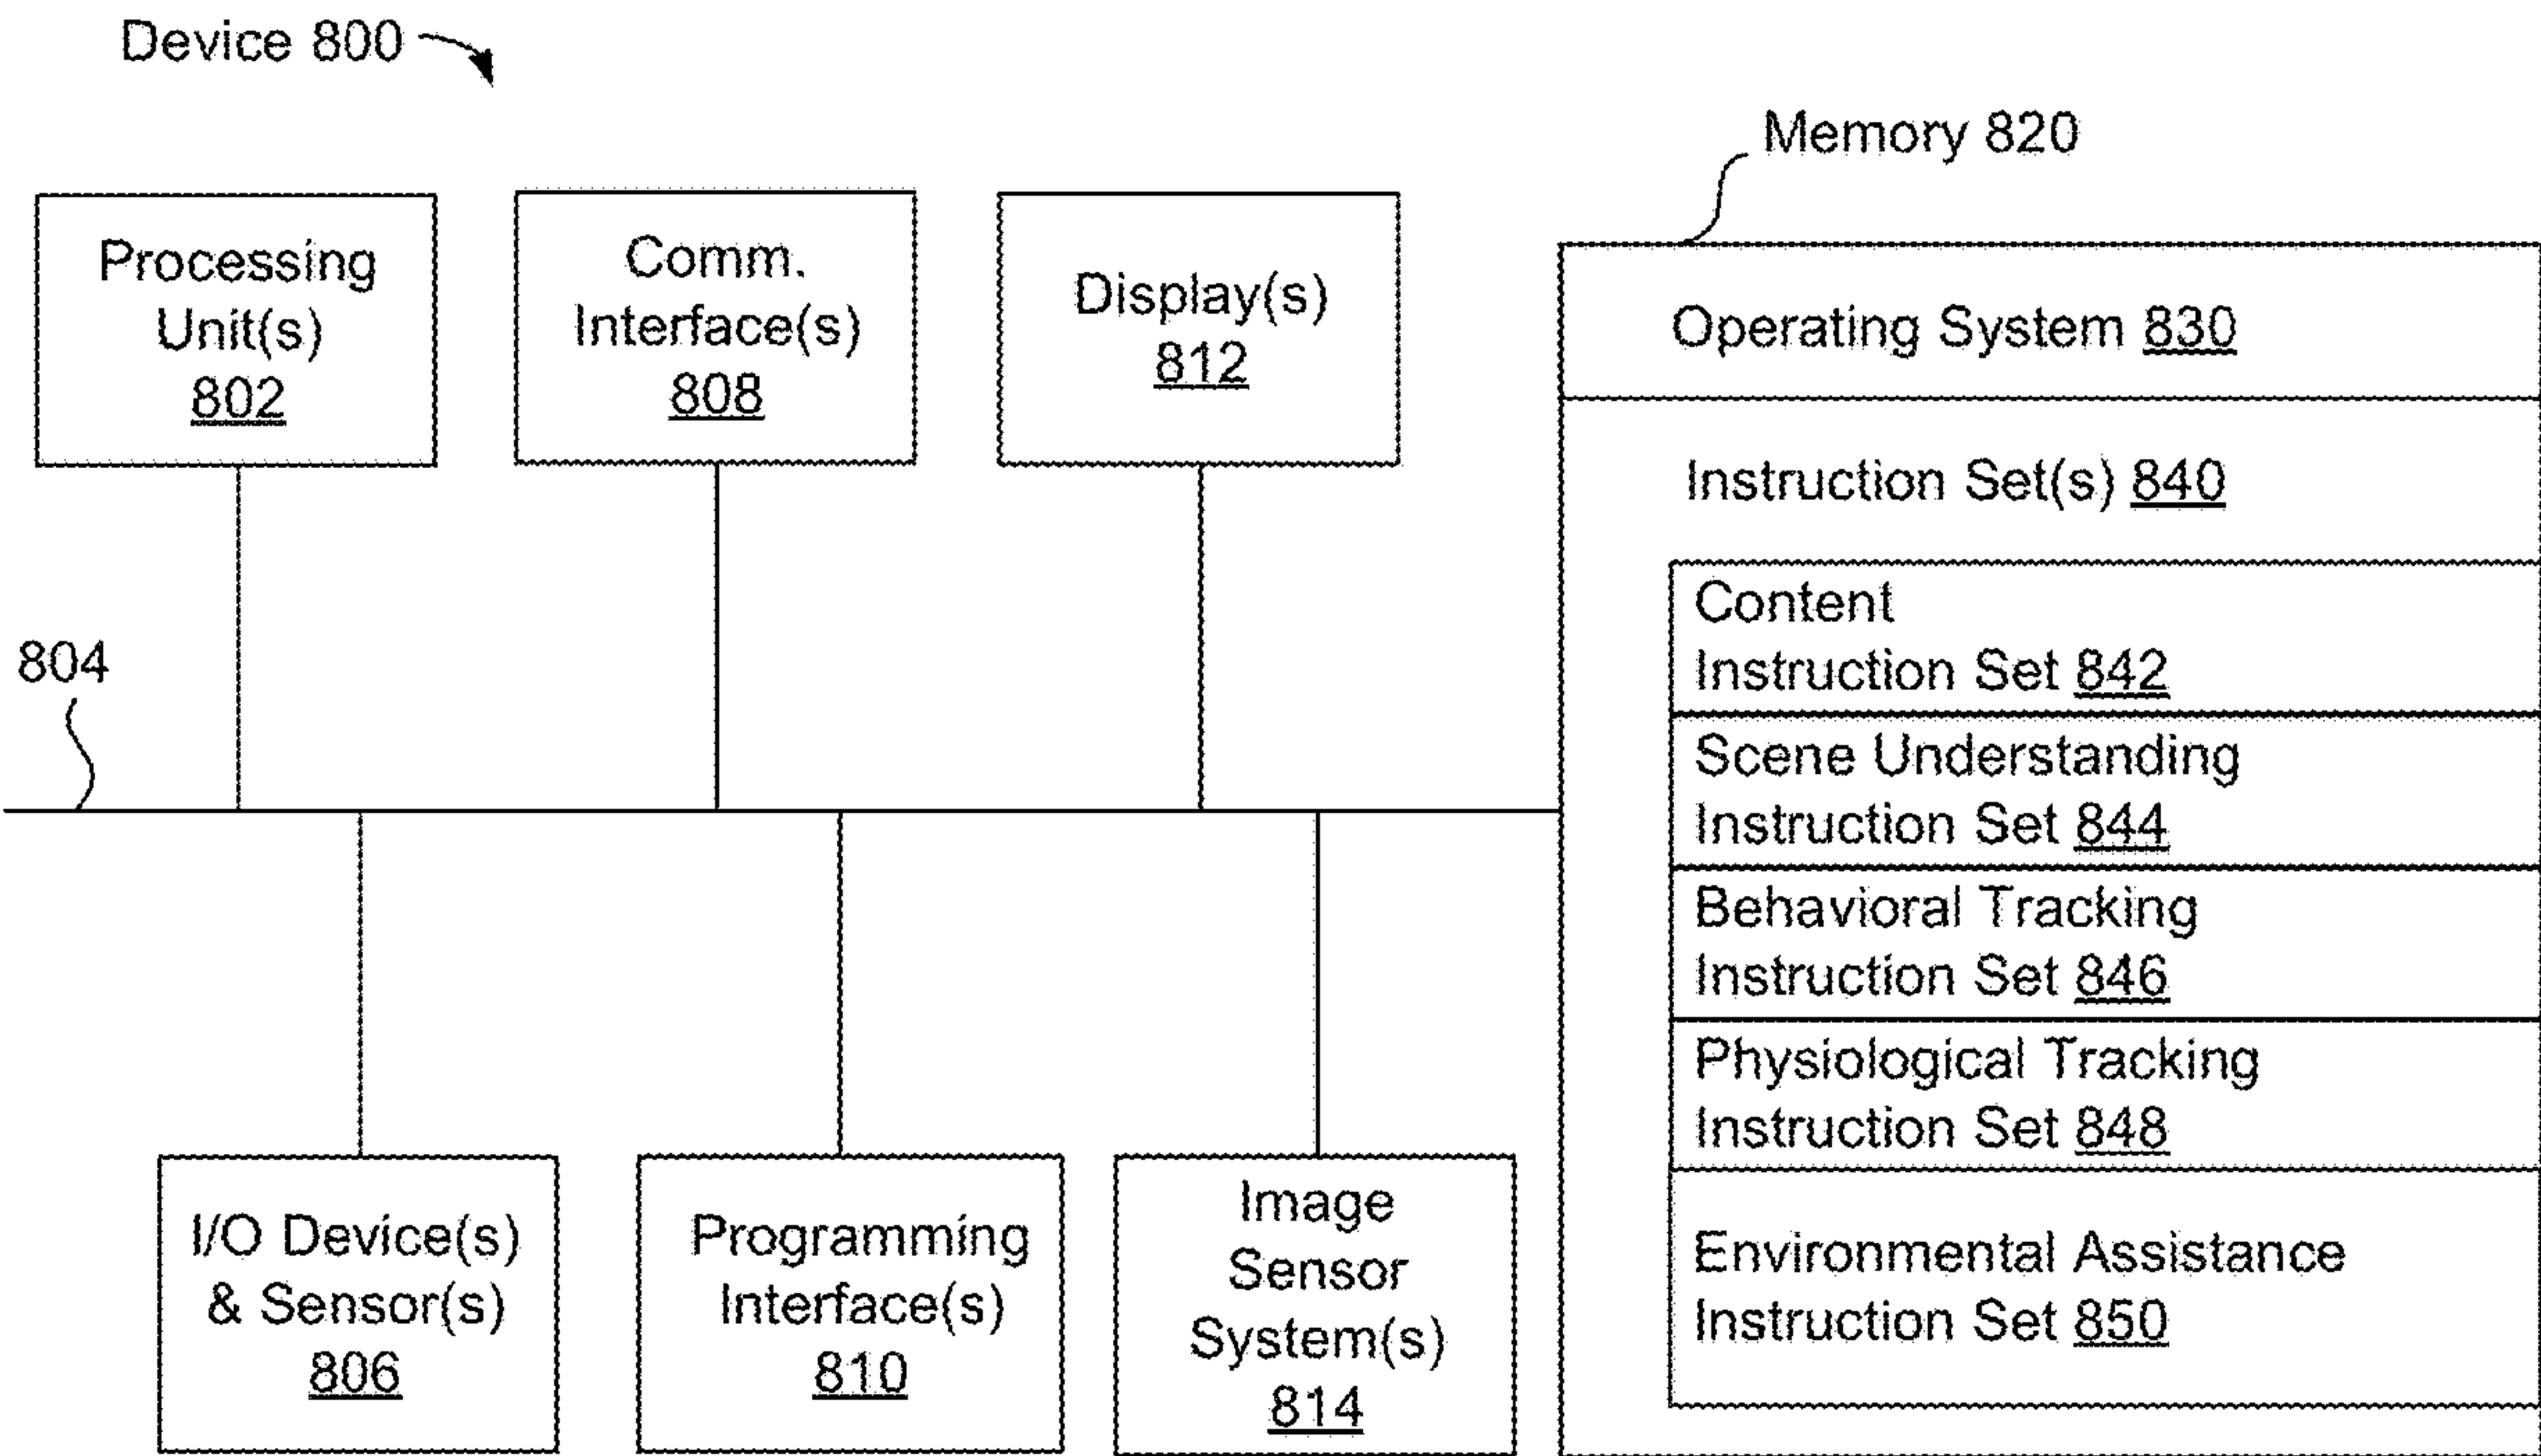 Device 800
Memory 820
Processing
Unit(s)
802
Comm.
Interface(s)
808
Display(s)
812
Operating System 830
Instruction Set(s) 840
Content
Instruction Set 842
Scene Understanding
Instruction Set 844
Behavioral Tracking
Instruction Set 846
Physiological Tracking
Instruction Set 848
Environmental Assistance
Instruction Set 850
804
I/O Device(s)
& Sensor(s)
806
Programming
Interface(s)
810
Image
Sensor
System(s)
814